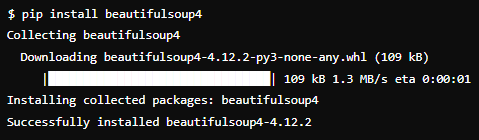 $ pip install beautifulsoup4
Collecting beautifulsoup4
  Downloading beautifulsoup4-4.12.2-py3-none-any.whl (109 kB)
     |████████████████████████████████| 109 kB 1.3 MB/s eta 0:00:01
Installing collected packages: beautifulsoup4
Successfully installed beautifulsoup4-4.12.2